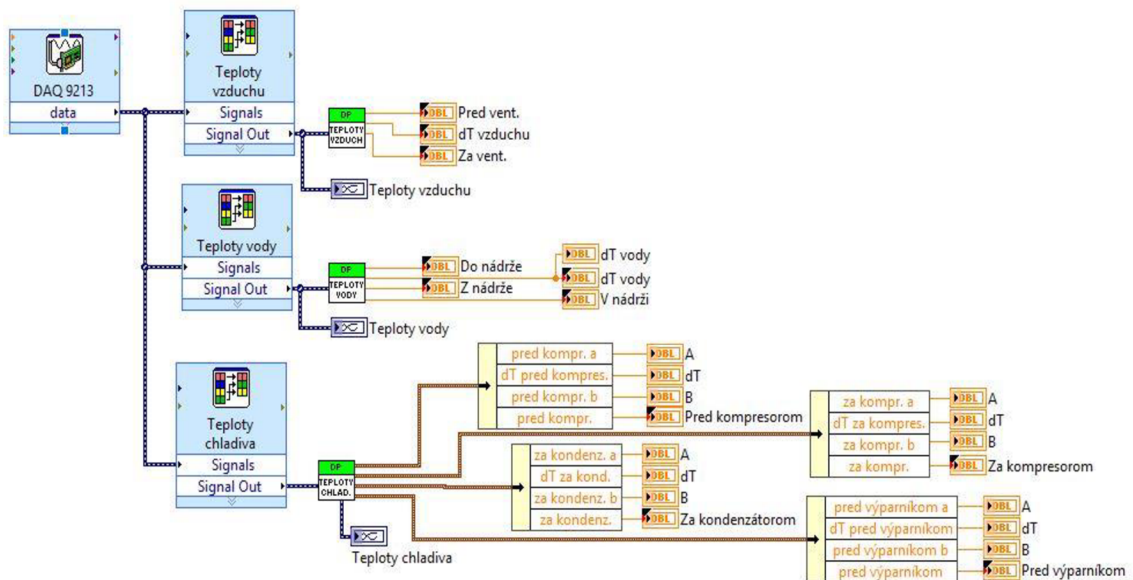 DAQ 9213
data
Teploty
vzduchu
Signals
Signal Out
DP
TEPLOTY
VZDUCH
DBL
Pred vent.
DBL
dT vzduchu
DBL
Za vent.
Teploty vzduchu
Teploty vody
Signals
Signal Out
DP
TEPLOTY
VODY
DBL
Do nádrže
DBL
Z nádrže
DBL
dT vody
DBL
dT vody
DBL
V nádrži
Teploty vody
Teploty
chladiva
Signals
Signal Out
DP
TEPLOTY
CHLAD.
Teploty chladiva
pred kompr. a
DBL
A
dT pred kompres.
DBL
dT
pred kompr. b
DBL
B
pred kompr.
DBL
Pred kompresorom
za kompr. a
DBL
A
dT za kompres.
DBL
dT
za kompr. b
DBL
B
za kompr.
DBL
Za kompresorom
za kondenz. a
DBL
A
dT za kond.
DBL
dT
za kondenz. b
DBL
B
za kondenz.
DBL
Za kondenzátorom
pred výparníkom a
DBL
A
dT pred výparníkom
DBL
dT
pred výparníkom b
DBL
B
pred výparníkom
DBL
Pred výparníkom